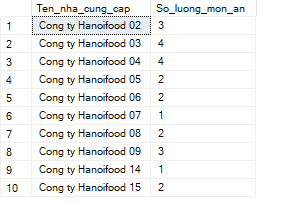 Ten_nha_cung_cap So_luong_mon_an
1 Cong ty Hanoifood 02 3
2 Cong ty Hanoifood 03 4
3 Cong ty Hanoifood 04 4
4 Cong ty Hanoifood 05 2
5 Cong ty Hanoifood 06 2
6 Cong ty Hanoifood 07 1
7 Cong ty Hanoifood 08 2
8 Cong ty Hanoifood 09 3
9 Cong ty Hanoifood 14 1
10 Cong ty Hanoifood 15 2